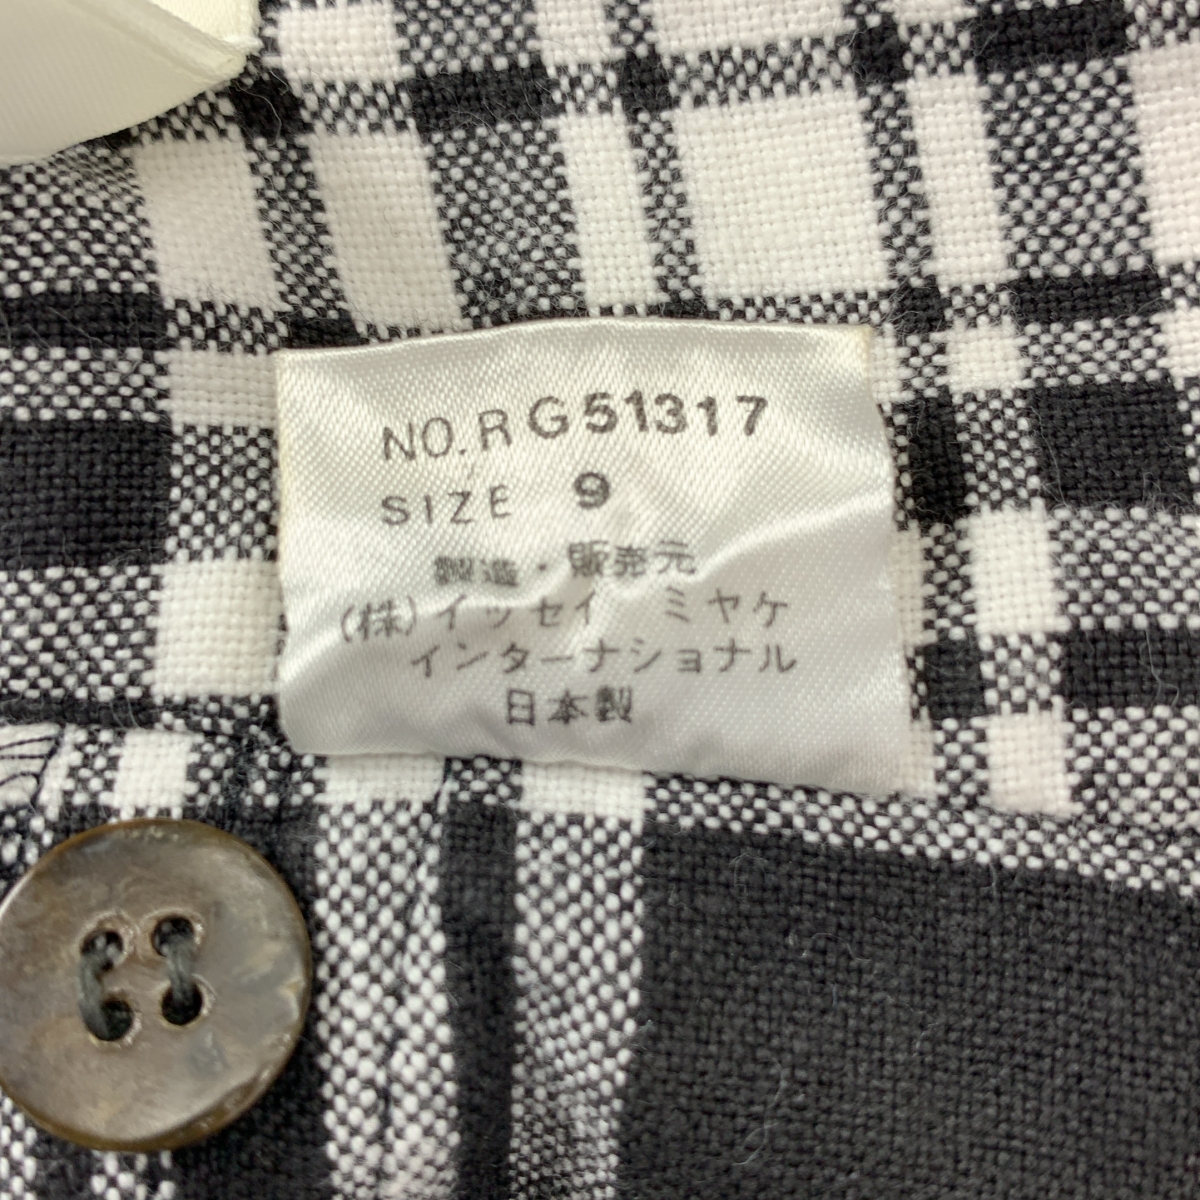 NO.RG51317
SIZE 9
製造・販売元
(株)イッセイ ミヤケ
インターナショナル
日本製